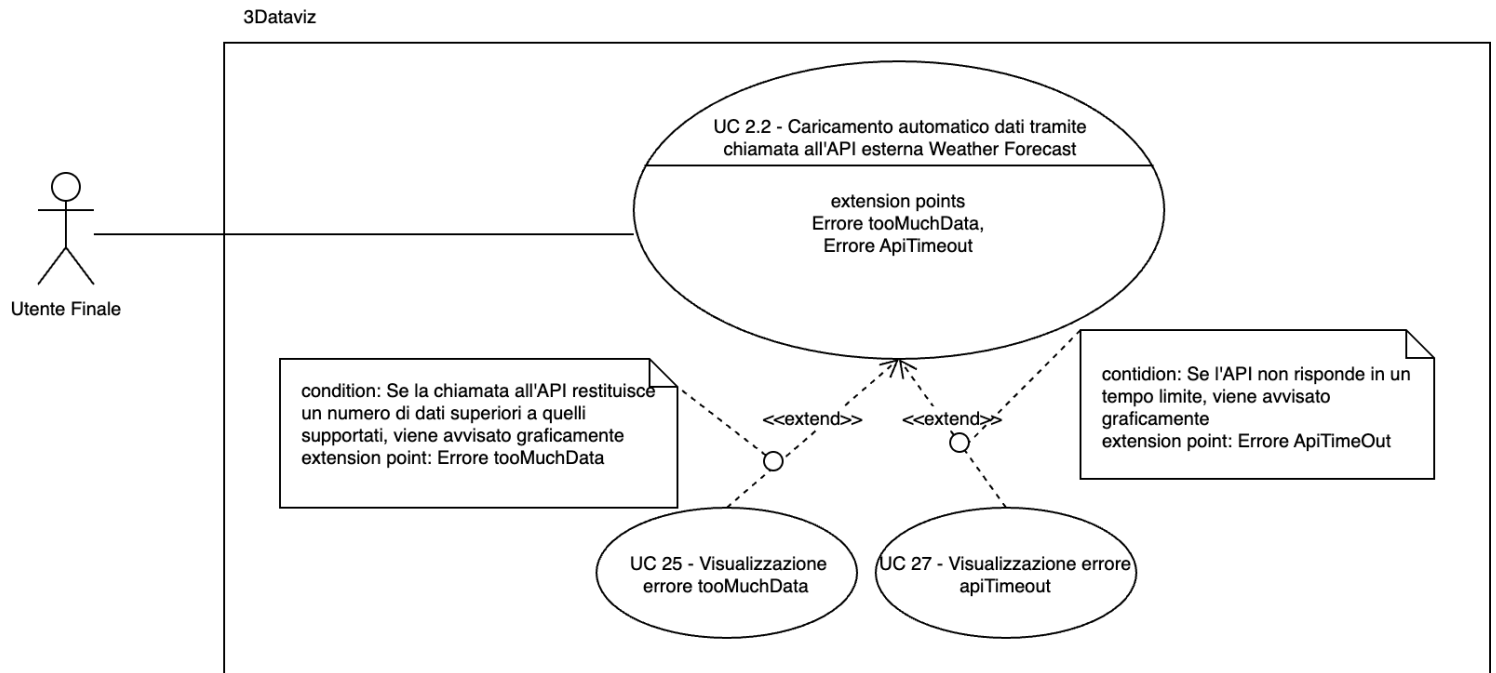 3Dataviz
UC 2.2 - Caricamento automatico dati tramite
chiamata all'API esterna Weather Forecast
extension points
Errore tooMuchData,
Errore ApiTimeout
Utente Finale
condition: Se la chiamata all'API restituisce
un numero di dati superiori a quelli
supportati, viene avvisato graficamente
extension point: Errore tooMuchData
contidion: Se l'API non risponde in un
tempo limite, viene avvisato
graficamente
extension point: Errore ApiTimeOut
<<extend>>
<<extend>>
UC 25 - Visualizzazione
errore tooMuchData
UC 27 - Visualizzazione errore
apiTimeout